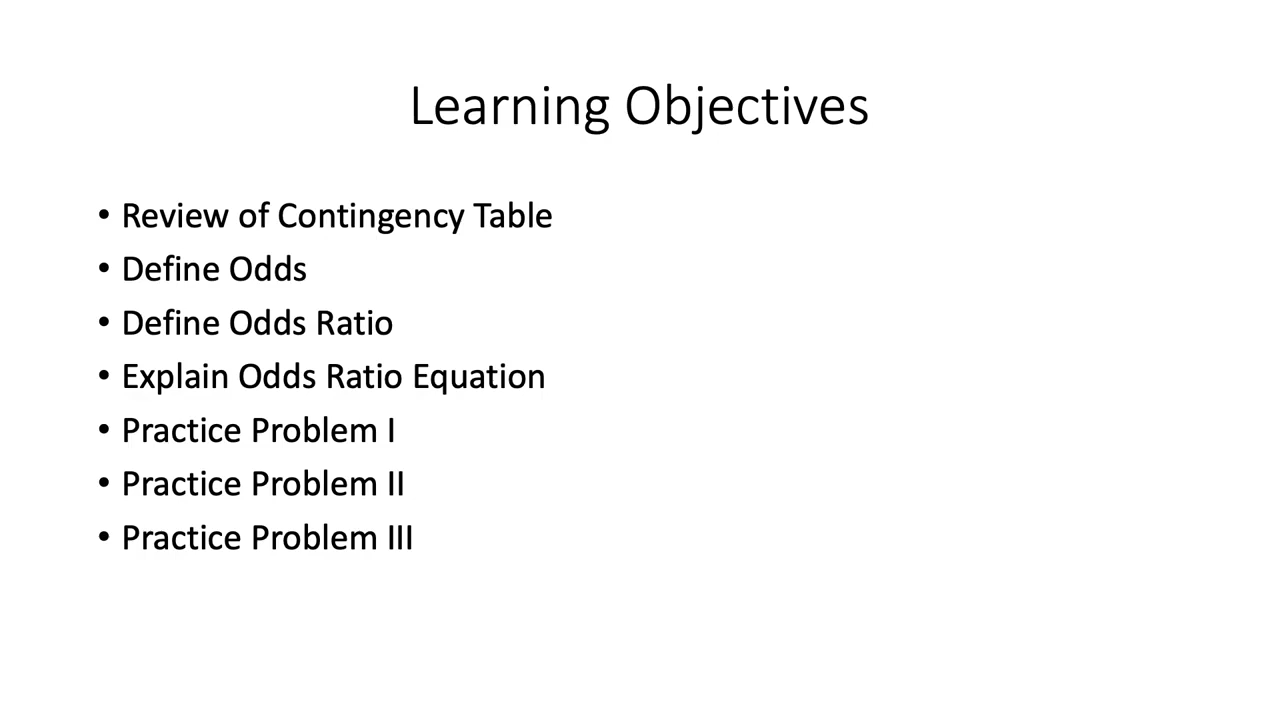 Learning Objectives
• Review of Contingency Table
• Define Odds
• Define Odds Ratio
• Explain Odds Ratio Equation
• Practice Problem I
• Practice Problem II
• Practice Problem III